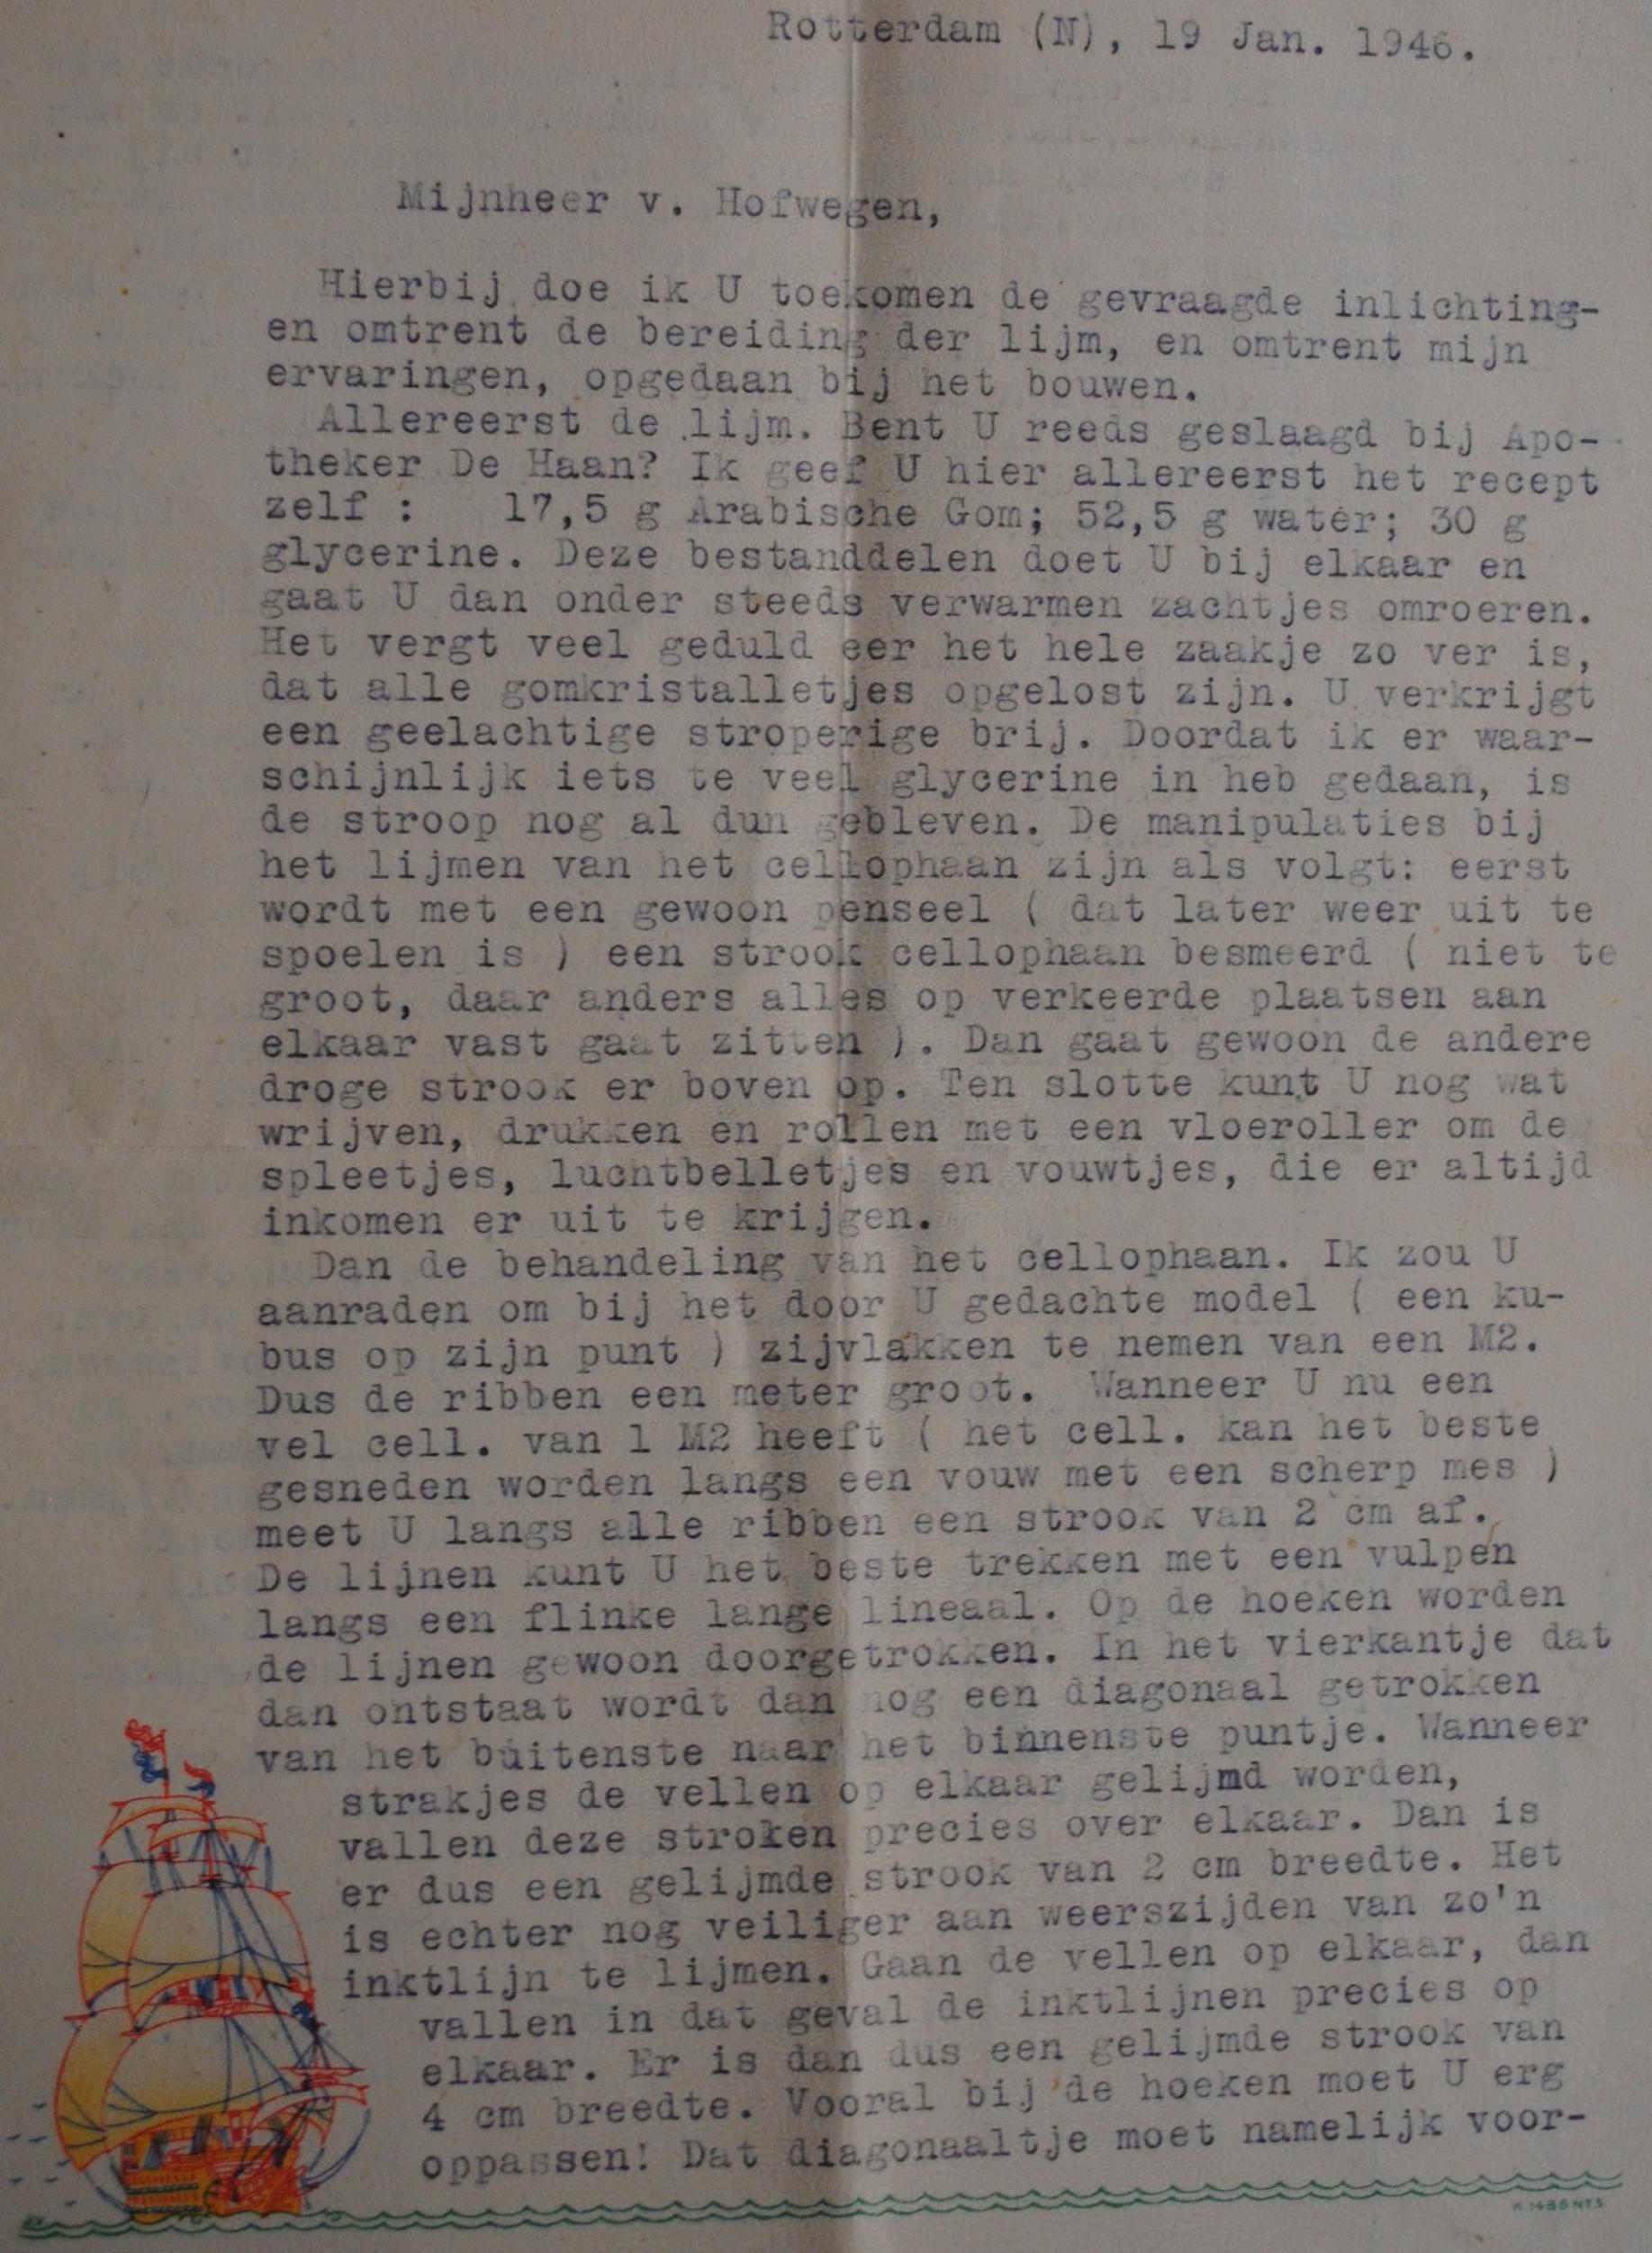 Rotterdam (N), 19 Jan. 1946.
Mijnheer v. Hofwegen,
Hierbij doe ik U toekomen de gevraagde inlichting-
en omtrent de bereiding der lijm, en omtrent mijn
ervaringen, opgedaan bij het bouwen.
Allereerst de lijm. Bent U reeds geslaagd bij Apo-
theker De Haan? Ik geef U hier allereerst het recept
zelf : 17,5 g Arabische Gom; 52,5 g water; 30 g
glycerine. Deze bestanddelen doet U bij elkaar en
gaat U dan onder steeds verwarmen zachtjes omroeren.
Het vergt veel geduld eer het hele zaakje zo ver is,
dat alle gomkristalletjes opgelost zijn. U verkrijgt
een geelachtige stroperige brij. Doordat ik er waar-
schijnlijk iets te veel glycerine in heb gedaan, is
de stroop nog al dun gebleven. De manipulaties bij
het lijmen van het cellophaan zijn als volgt: eerst
wordt met een gewoon penseel ( dat later weer uit te
spoelen is ) een strook cellophaan besmeerd ( niet te
groot, daar anders alles op verkeerde plaatsen aan
elkaar vast gaat zitten ). Dan gaat gewoon de andere
droge strook er boven op. Ten slotte kunt U nog wat
wrijven, drukken en rollen met een vloeroller om de
spleetjes, luchtbelletjes en vouwtjes, die er altijd
inkomen er uit te krijgen.
Dan de behandeling van het cellophaan. Ik zou U
aanraden om bij het door U gedachte model ( een ku-
bus op zijn punt ) zijvlakken te nemen van een M2.
Dus de ribben een meter groot. Wanneer U nu een
vel cell. van 1 M2 heeft ( het cell. kan het beste
gesneden worden langs een vouw met een scherp mes )
meet U langs alle ribben een strook van 2 cm af.
De lijnen kunt U het beste trekken met een vulpen
langs een flinke lange lineaal. Op de hoeken worden
de lijnen gewoon doorgetrokken. In het vierkantje dat
dan ontstaat wordt dan nog een diagonaal getrokken
van het buitenste naar het binnenste puntje. Wanneer
strakjes de vellen op elkaar gelijmd worden,
vallen deze stroken precies over elkaar. Dan is
er dus een gelijmde strook van 2 cm breedte. Het
is echter nog veiliger aan weerszijden van zo'n
inktlijn te lijmen. Gaan de vellen op elkaar, dan
vallen in dat geval de inktlijnen precies op
elkaar. Er is dan dus een gelijmde strook van
4 cm breedte. Vooral bij de hoeken moet U erg
oppassen! Dat diagonaaltje moet namelijk voor-